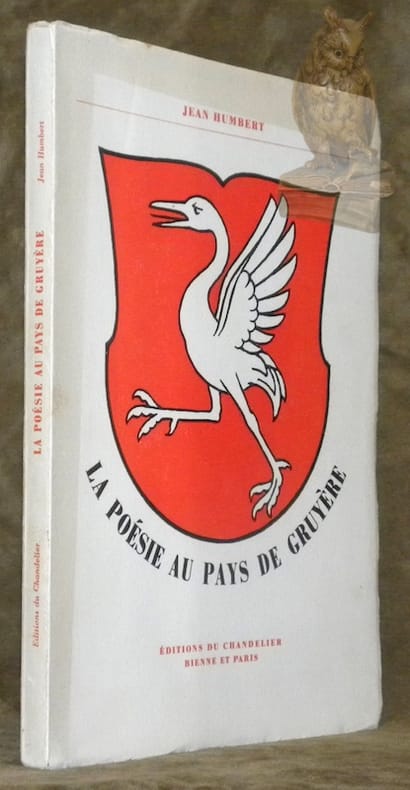 JEAN HUMBERT
LA POÉSIE AU PAYS DE GRUYÈRE
ÉDITIONS DU CHANDELIER
BIENNE ET PARIS
Jean Humbert
LA POÉSIE AU PAYS DE GRUYÈRE
Editions du Chandelier